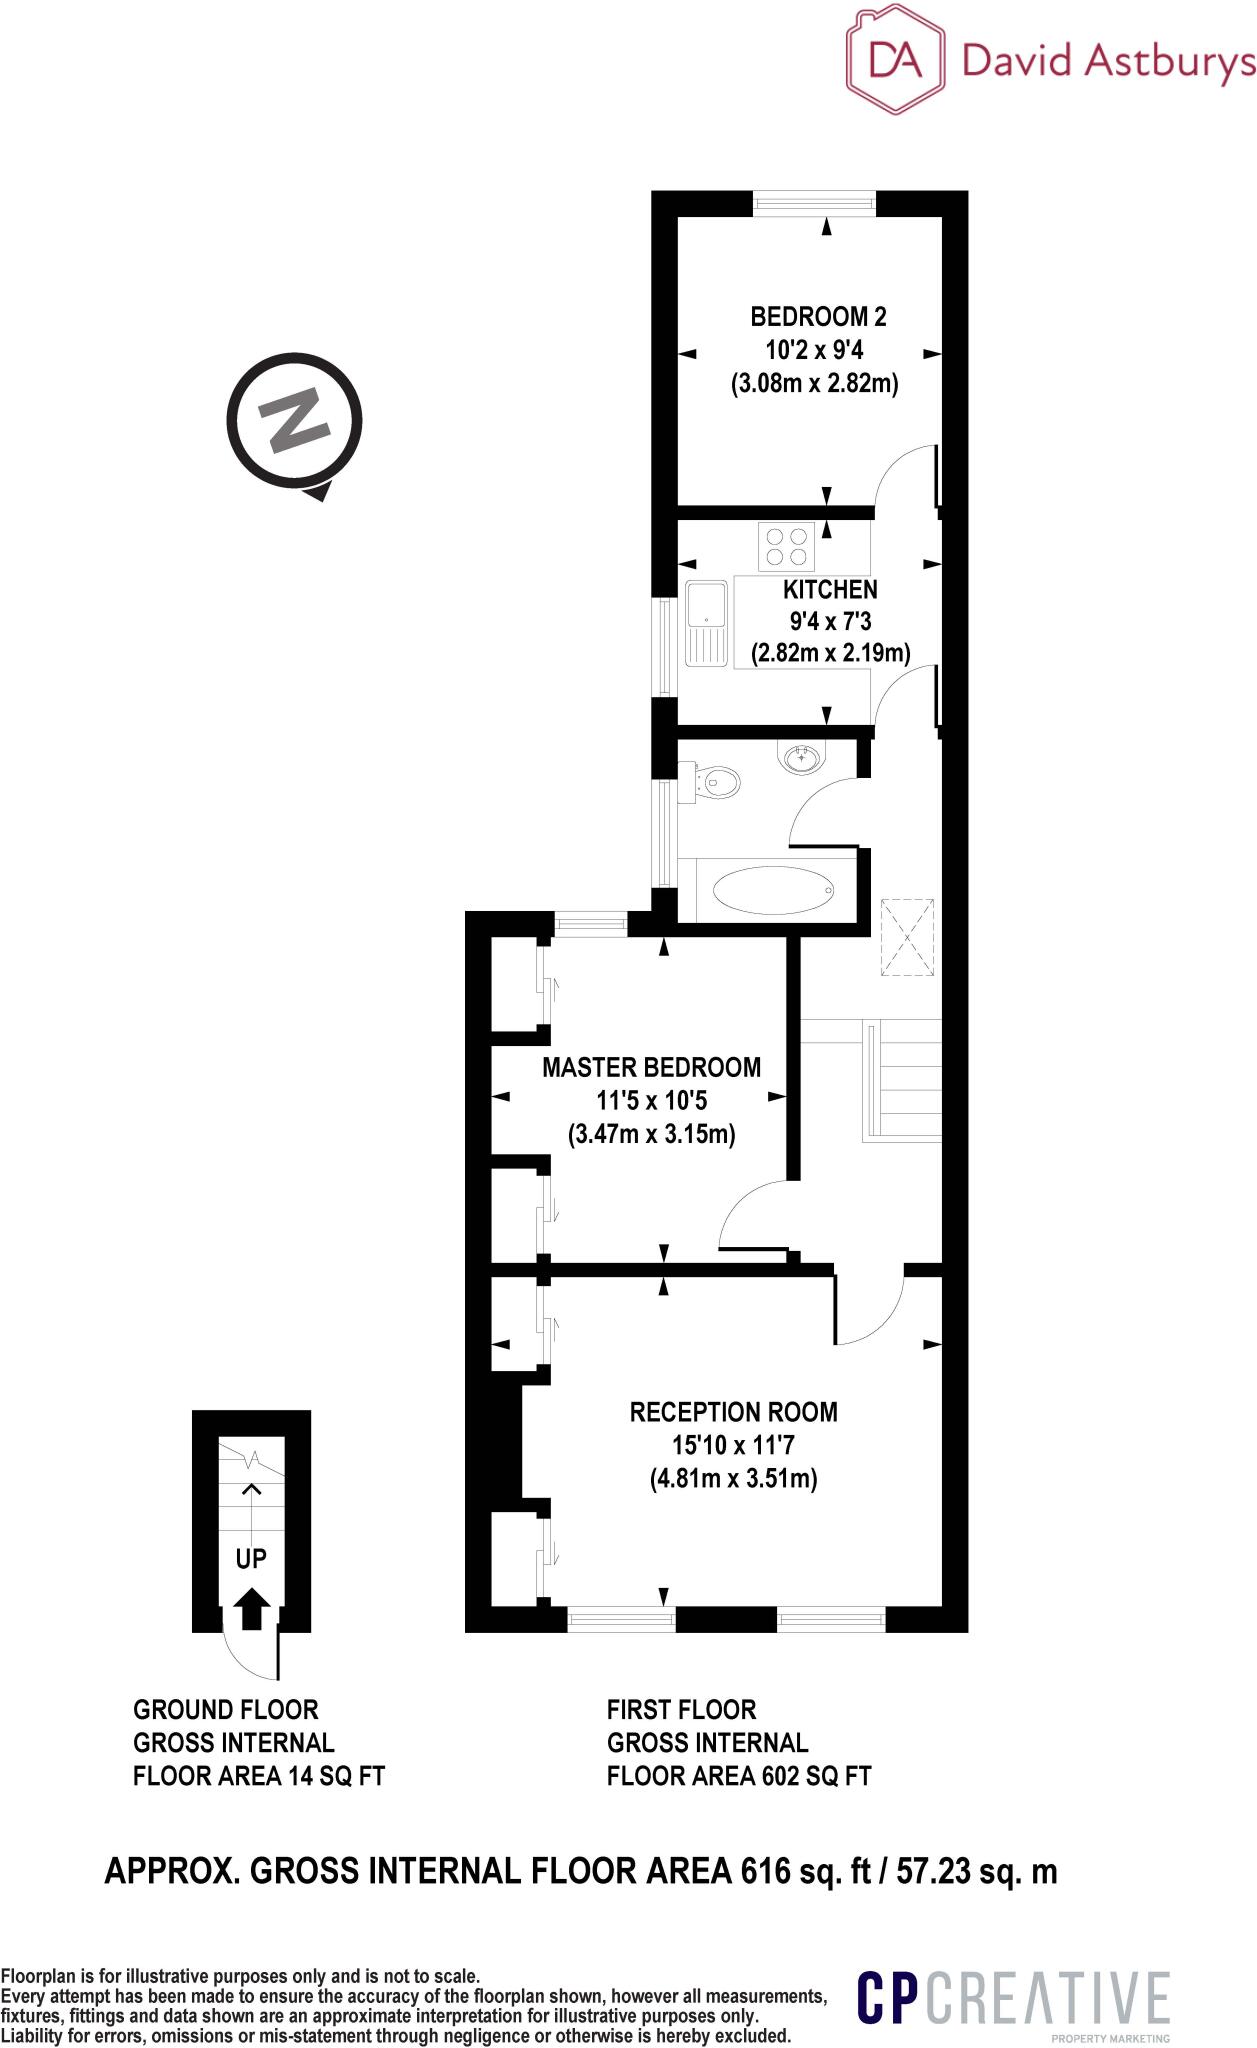 DA David Astburys
BEDROOM 2
10'2 x 9'4
(3.08m x 2.82m)
N
KITCHEN
9'4 x 7'3
(2.82m x 2.19m)
MASTER BEDROOM
11'5 x 10'5
(3.47m x 3.15m)
RECEPTION ROOM
15'10 x 11'7
(4.81m x 3.51m)
UP
GROUND FLOOR
GROSS INTERNAL
FLOOR AREA 14 SQ FT
FIRST FLOOR
GROSS INTERNAL
FLOOR AREA 602 SQ FT
APPROX. GROSS INTERNAL FLOOR AREA 616 sq. ft / 57.23 sq. m
Floorplan is for illustrative purposes only and is not to scale.
Every attempt has been made to ensure the accuracy of the floorplan shown, however all measurements,
fixtures, fittings and data shown are an approximate interpretation for illustrative purposes only.
Liability for errors, omissions or mis-statement through negligence or otherwise is hereby excluded.
CPCREATIVE
PROPERTY MARKETING